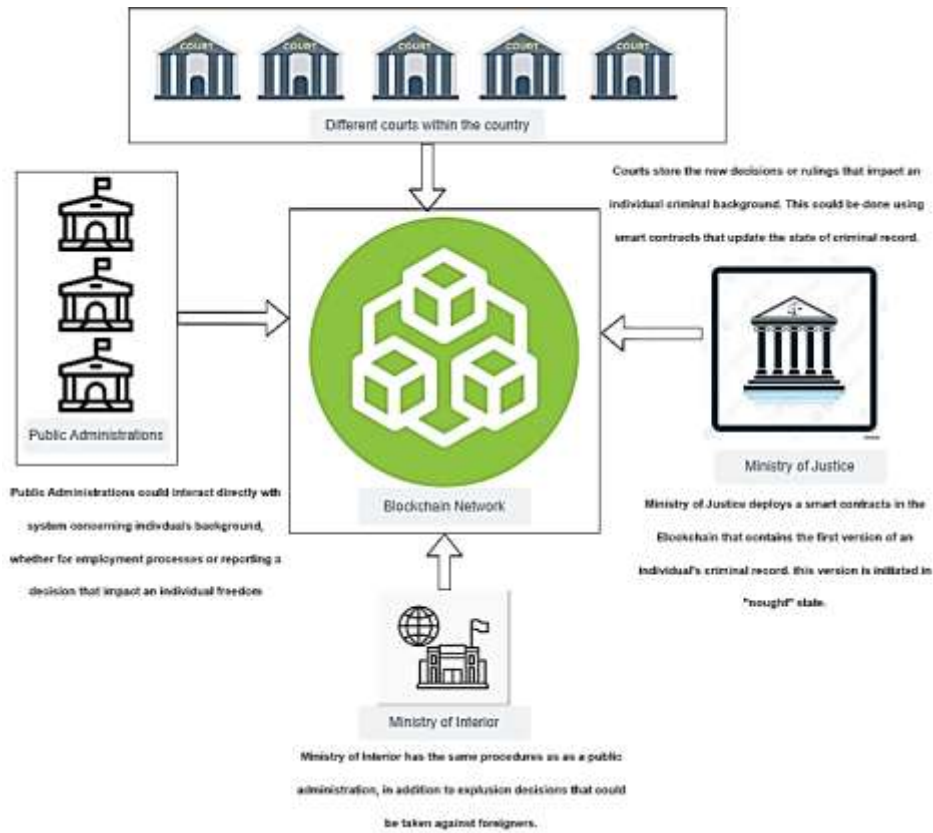 COURT COURT COURT COURT COURT
Different courts within the country
Courts store the new decisions or rulings that impact an
individual criminal background. This could be done using
smart contracts that update the state of criminal record.
Public Administrations
Public Administrations could interact directly with
system concerning individuals background,
whether for employment processes or reporting a
decision that impact an individual freedom
Blockchain Network
Ministry of Justice
Ministry of Justice deploys a smart contracts in the
Blockchain that contains the first version of an
individual's criminal record. this version is initiated in
"nought" state.
Ministry of Interior
Ministry of Interior has the same procedures as as a public
administration, in addition to explusion decisions that could
be taken against foreigners.